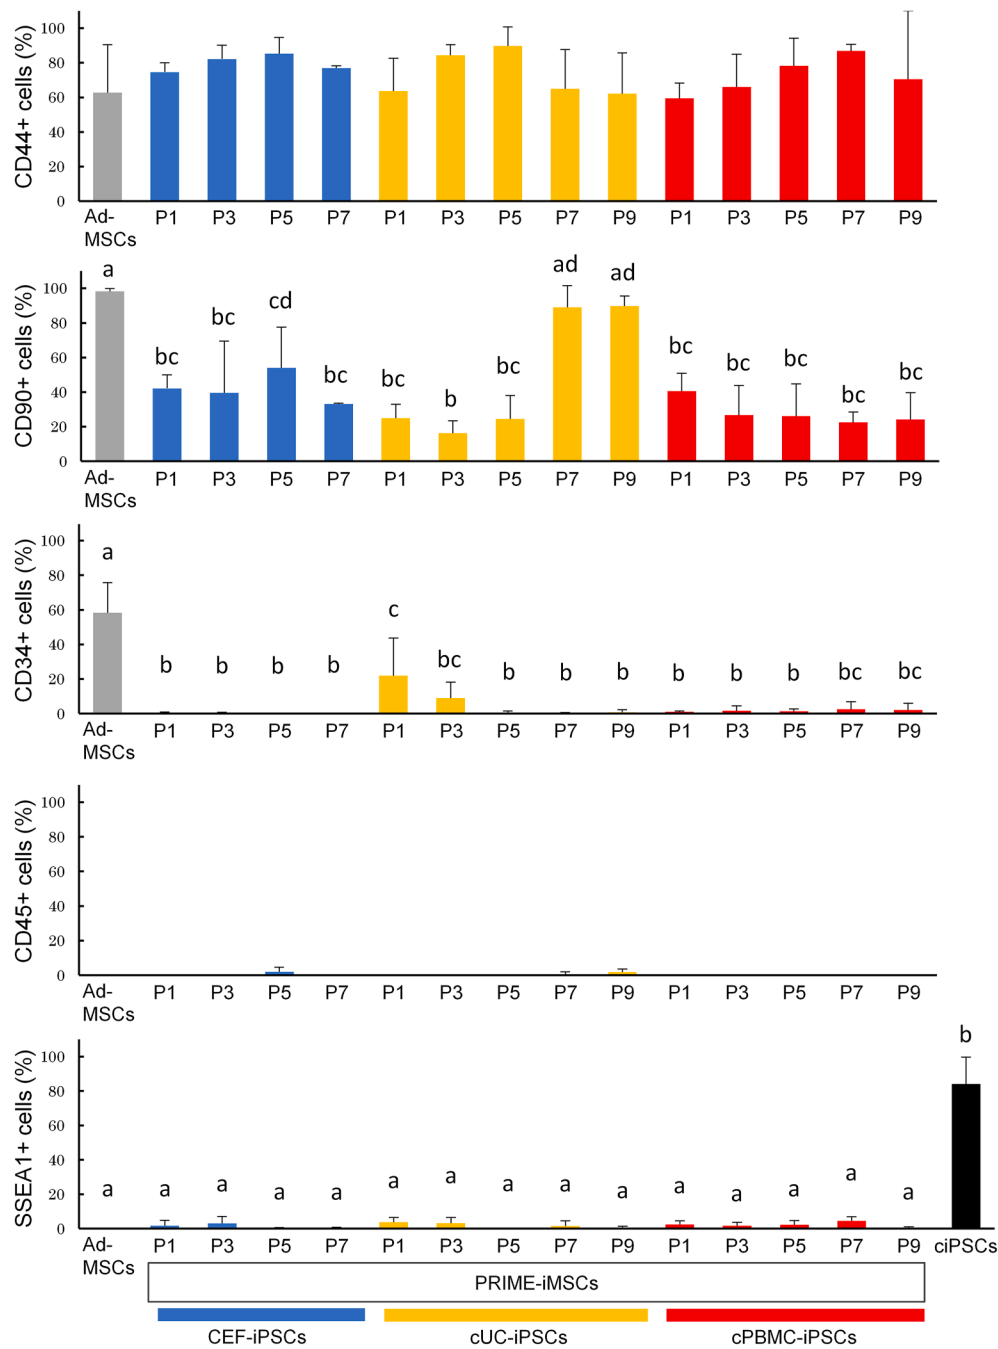 CD44+ cells (%)
100
80
60
40
20
0
Ad-
MSCs
P1 P3 P5 P7 P1 P3 P5 P7 P9 P1 P3 P5 P7 P9
CD90+ cells (%)
100
80
60
40
20
0
a bc bc cd bc bc b bc ad ad bc bc bc bc bc
Ad-
MSCs
P1 P3 P5 P7 P1 P3 P5 P7 P9 P1 P3 P5 P7 P9
CD34+ cells (%)
100
80
60
40
20
0
a b b b b c bc b b b b b b bc bc
Ad-
MSCs
P1 P3 P5 P7 P1 P3 P5 P7 P9 P1 P3 P5 P7 P9
CD45+ cells (%)
100
80
60
40
20
0
Ad-
MSCs
P1 P3 P5 P7 P1 P3 P5 P7 P9 P1 P3 P5 P7 P9
SSEA1+ cells (%)
100
80
60
40
20
0
a a a a a a a a a a a a a a a b
Ad-
MSCs
P1 P3 P5 P7 P1 P3 P5 P7 P9 P1 P3 P5 P7 P9 ciPSCs
PRIME-iMSCs
CEF-iPSCs cUC-iPSCs cPBMC-iPSCs